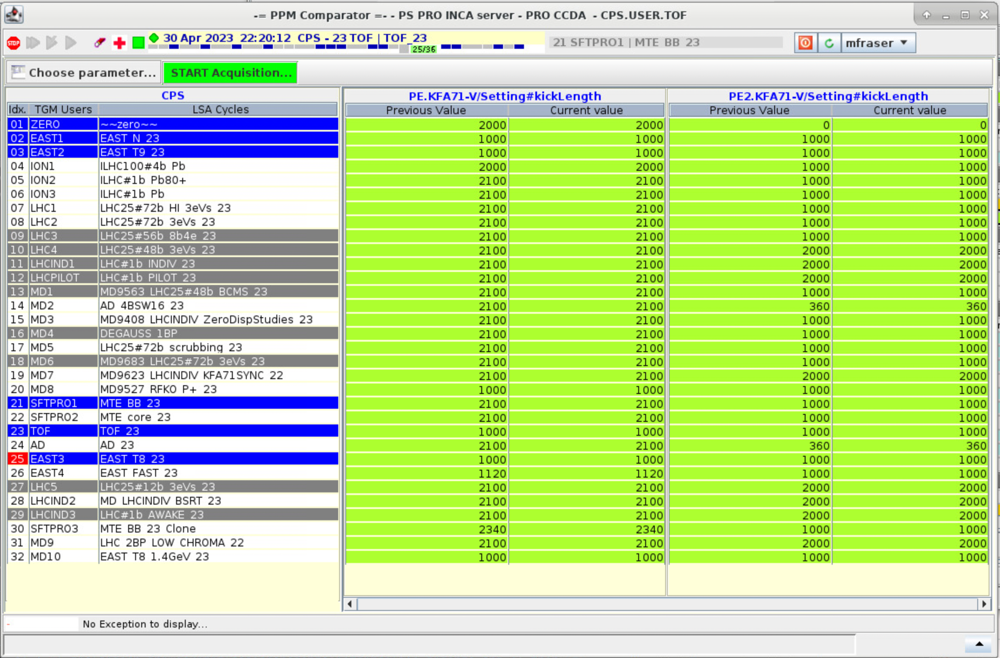 -= PPM Comparator =- - PS PRO INCA server - PRO CCDA - CPS.USER.TOF
STOP 30 Apr 2023 22:20:12 CPS - 23 TOF | TOF_23 21 SFTPRO1 | MTE BB 23 mfraser
25/36
Choose parameter... START Acquisition...
CPS PE.KFA71-V/Setting#kickLength PE2.KFA71-V/Setting#kickLength
Idx. TGM Users LSA Cycles Previous Value Current value Previous Value Current value
01 ZERO ~~zero~~ 2000 2000 0 0
02 EAST1 EAST N 23 1000 1000 1000 1000
03 EAST2 EAST T9 23 1000 1000 1000 1000
04 ION1 ILHC100#4b Pb 2000 2000 1000 1000
05 ION2 ILHC#1b Pb80+ 2100 2100 1000 1000
06 ION3 ILHC#1b Pb 2100 2100 1000 1000
07 LHC1 LHC25#72b HI 3eVs 23 2100 2100 1000 1000
08 LHC2 LHC25#72b 3eVs 23 2100 2100 1000 1000
09 LHC3 LHC25#56b 8b4e 23 2100 2100 1000 1000
10 LHC4 LHC25#48b 3eVs 23 2100 2100 2000 2000
11 LHCIND1 LHC#1b INDIV 23 2100 2100 2000 2000
12 LHCPILOT LHC#1b PILOT 23 2100 2100 2000 2000
13 MD1 MD9563 LHC25#48b BCMS 23 2100 2100 1000 1000
14 MD2 AD 4BSW16 23 2100 2100 360 360
15 MD3 MD9408 LHCINDIV ZeroDispStudies 23 2100 2100 1000 1000
16 MD4 DEGAUSS 1BP 2100 2100 1000 1000
17 MD5 LHC25#72b scrubbing 23 2100 2100 1000 1000
18 MD6 MD9683 LHC25#72b 3eVs 23 2100 2100 1000 1000
19 MD7 MD9623 LHCINDIV KFA71SYNC 22 2100 2100 2000 2000
20 MD8 MD9527 RFKO P+ 23 1000 1000 1000 1000
21 SFTPRO1 MTE BB 23 2100 2100 1000 1000
22 SFTPRO2 MTE core 23 2100 2100 1000 1000
23 TOF TOF 23 1000 1000 1000 1000
24 AD AD 23 2100 2100 360 360
25 EAST3 EAST T8 23 1000 1000 1000 1000
26 EAST4 EAST FAST 23 1120 1120 1000 1000
27 LHC5 LHC25#12b 3eVs 23 2100 2100 2000 2000
28 LHCIND2 MD LHCINDIV BSRT 23 2100 2100 2000 2000
29 LHCIND3 LHC#1b AWAKE 23 2100 2100 2000 2000
30 SFTPRO3 MTE BB 23 Clone 2340 2340 1000 1000
31 MD9 LHC 2BP LOW CHROMA 22 2100 2100 2000 2000
32 MD10 EAST T8 1.4GeV 23 1000 1000 1000 1000
- No Exception to display...